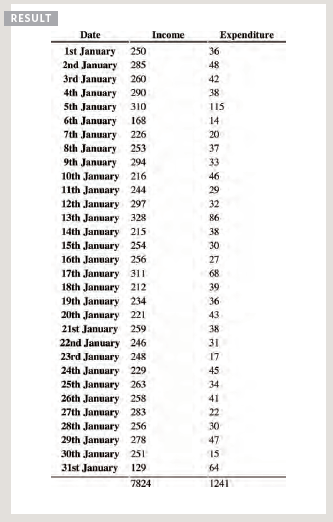 RESULT
Date Income Expenditure
1st January 250 36
2nd January 285 48
3rd January 260 42
4th January 290 38
5th January 310 115
6th January 168 14
7th January 226 20
8th January 253 37
9th January 294 33
10th January 216 46
11th January 244 29
12th January 297 32
13th January 328 86
14th January 215 38
15th January 254 30
16th January 256 27
17th January 311 68
18th January 212 39
19th January 234 36
20th January 221 43
21st January 259 38
22nd January 246 31
23rd January 248 17
24th January 229 45
25th January 263 34
26th January 258 41
27th January 283 22
28th January 256 30
29th January 278 47
30th January 251 15
31st January 129 64
7824 1241